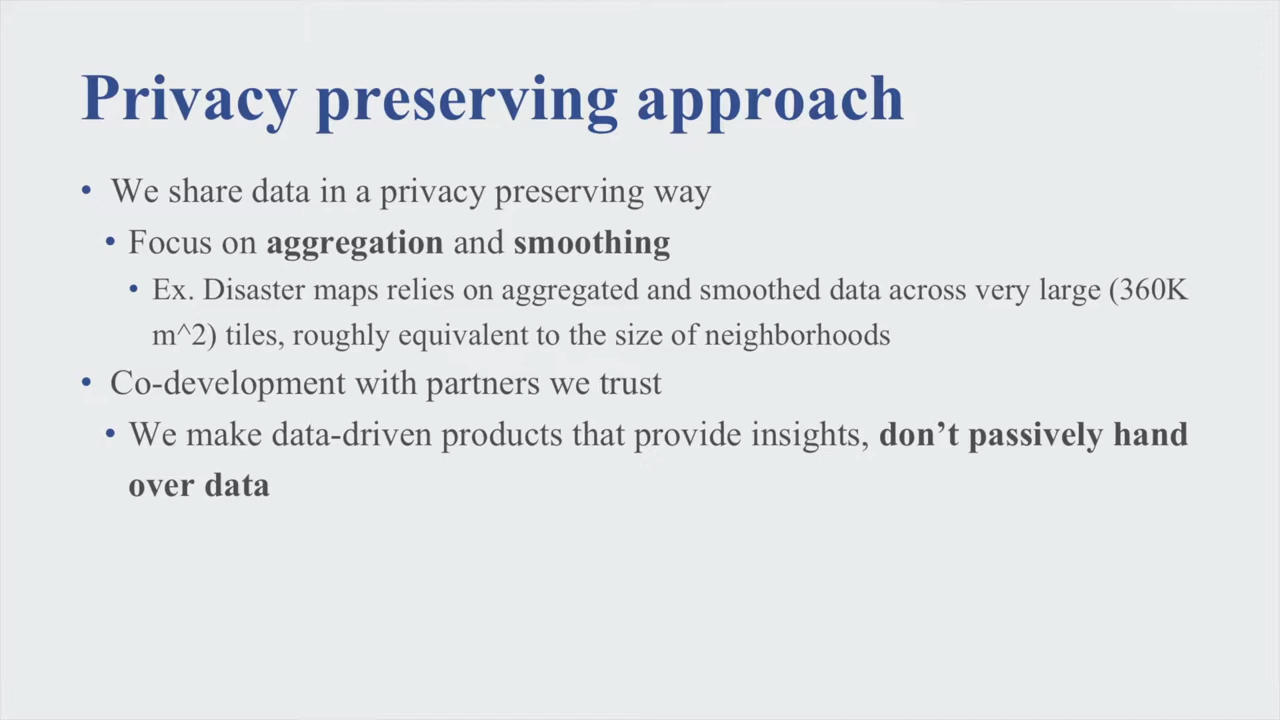 Privacy preserving approach
• We share data in a privacy preserving way
• Focus on aggregation and smoothing
• Ex. Disaster maps relies on aggregated and smoothed data across very large (360K
m^2) tiles, roughly equivalent to the size of neighborhoods
• Co-development with partners we trust
• We make data-driven products that provide insights, don’t passively hand
over data